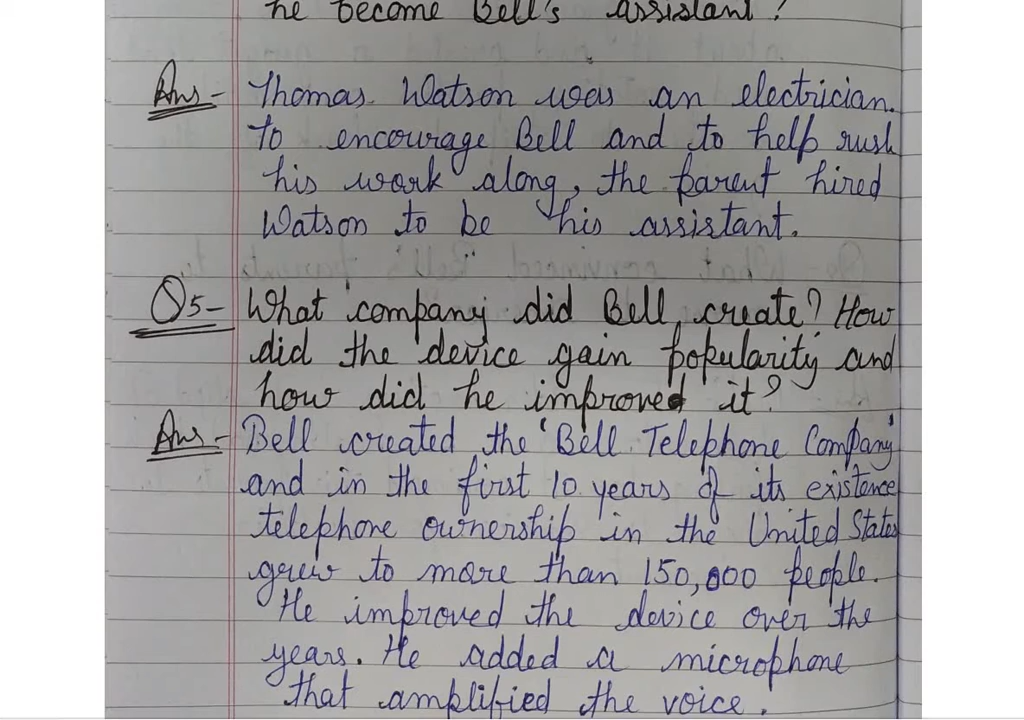 he become Bell's assistant?
Ans- Thomas Watson was an electrician.
To encourage Bell and to help rush
his work along, the parent hired
Watson to be his assistant.
Q5- What company did Bell create? How
did the device gain popularity and
how did he improved it?
Ans- Bell created the 'Bell Telephone Company'
and in the first 10 years of its existence
telephone ownership in the United States
grew to more than 150,000 people.
He improved the device over the
years. He added a microphone
that amplified the voice.